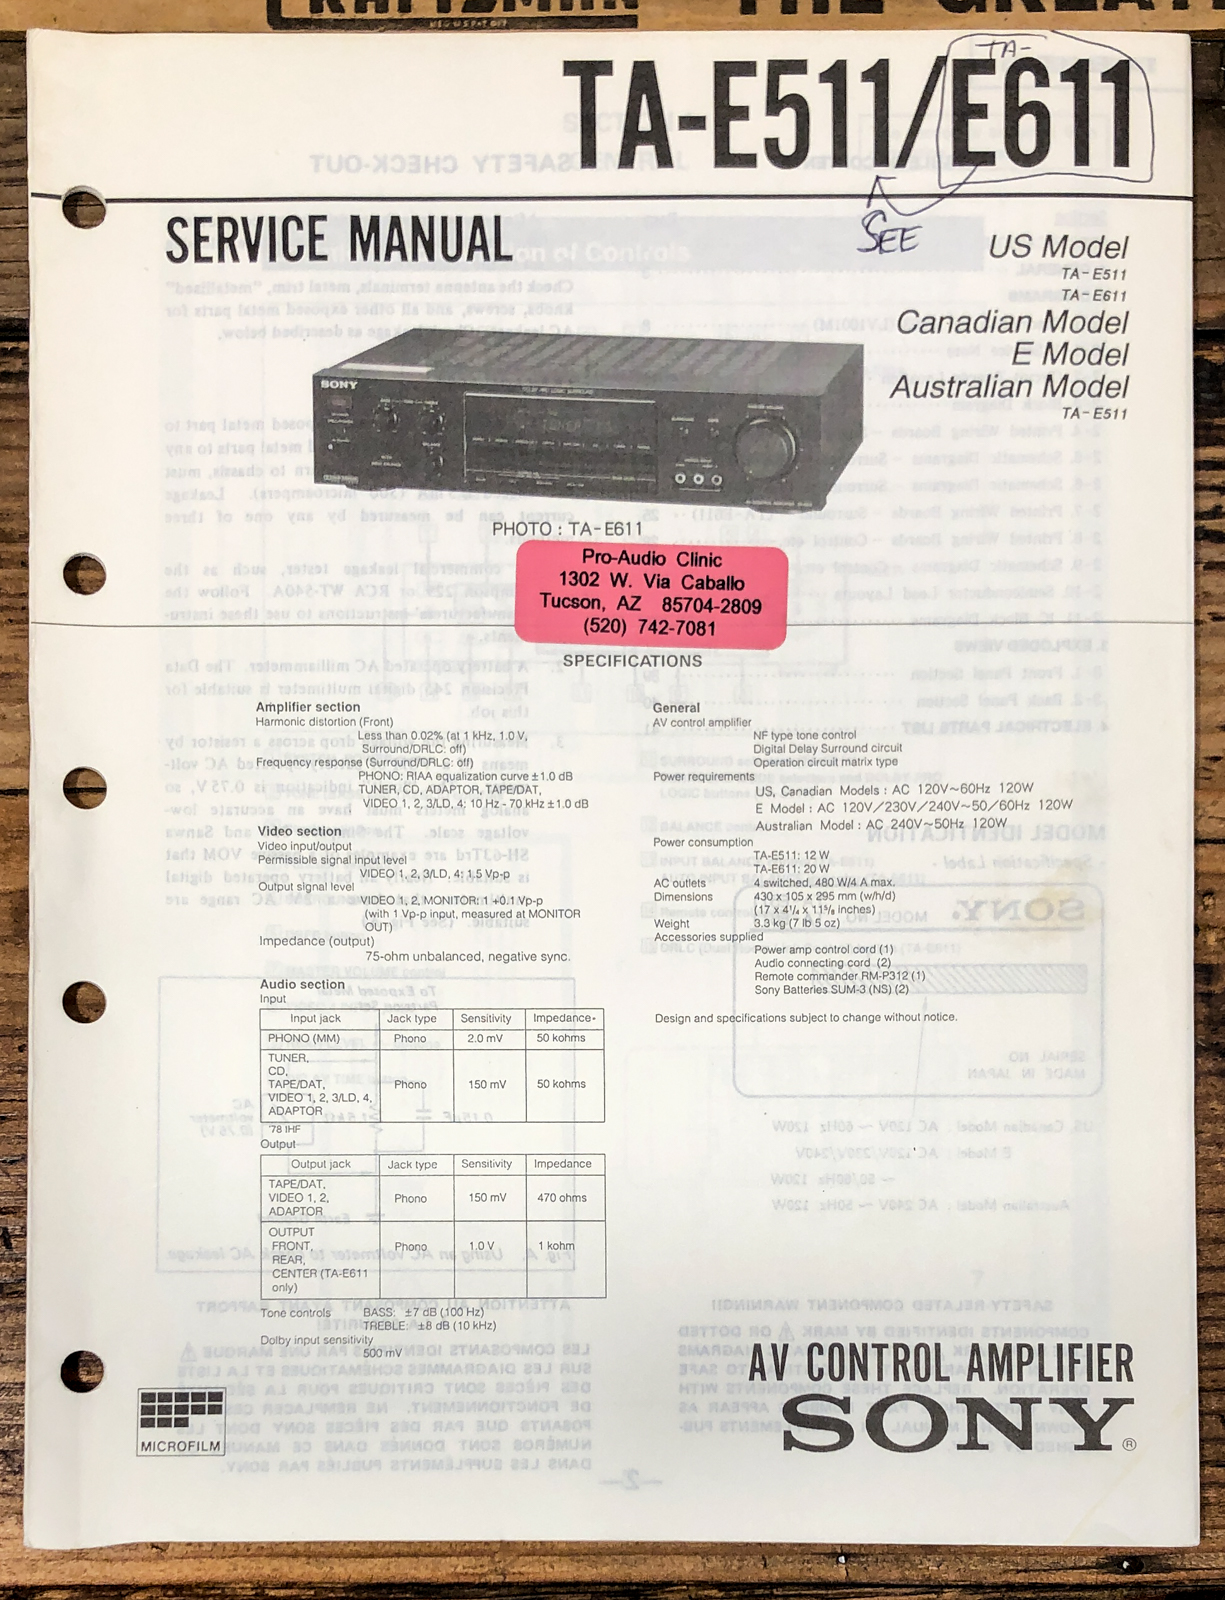 CRAFTSMAN
THE GREAT
TA-
TA-E511/E611
SEE
SERVICE MANUAL
US Model
TA-E511
TA-E611
Canadian Model
E Model
Australian Model
TA-E511
SONY
PHOTO : TA-E611
Pro-Audio Clinic
1302 W. Via Caballo
Tucson, AZ 85704-2809
(520) 742-7081
SPECIFICATIONS
Amplifier section
Harmonic distortion (Front)
Less than 0.02% (at 1 kHz, 1.0 V,
Surround/DRLC: off)
Frequency response (Surround/DRLC: off)
PHONO: RIAA equalization curve ±1.0 dB
TUNER, CD, ADAPTOR, TAPE/DAT,
VIDEO 1, 2, 3/LD, 4: 10 Hz - 70 kHz ±1.0 dB
Video section
Video input/output
Permissible signal input level
VIDEO 1, 2, 3/LD, 4: 1.5 Vp-p
Output signal level
VIDEO 1, 2, MONITOR: 1 +0.1 Vp-p
(with 1 Vp-p input, measured at MONITOR
OUT)
Impedance (output)
75-ohm unbalanced, negative sync.
Audio section
Input
Input jack Jack type Sensitivity Impedance
PHONO (MM) Phono 2.0 mV 50 kohms
TUNER,
CD,
TAPE/DAT, Phono 150 mV 50 kohms
VIDEO 1, 2, 3/LD, 4,
ADAPTOR
'78 IHF
Output
Output jack Jack type Sensitivity Impedance
TAPE/DAT,
VIDEO 1, 2, Phono 150 mV 470 ohms
ADAPTOR
OUTPUT
FRONT, Phono 1.0 V 1 kohm
REAR,
CENTER (TA-E611
only)
Tone controls BASS: ±7 dB (100 Hz)
TREBLE: ±8 dB (10 kHz)
Dolby input sensitivity
500 mV
General
AV control amplifier
NF type tone control
Digital Delay Surround circuit
Operation circuit matrix type
Power requirements
US, Canadian Models : AC 120V~60Hz 120W
E Model : AC 120V/230V/240V~50/60Hz 120W
Australian Model : AC 240V~50Hz 120W
Power consumption
TA-E511: 12 W
TA-E611: 20 W
AC outlets 4 switched, 480 W/4 A max.
Dimensions 430 x 105 x 295 mm (w/h/d)
(17 x 4 1/4 x 11 5/8 inches)
Weight 3.3 kg (7 lb 5 oz)
Accessories supplied
Power amp control cord (1)
Audio connecting cord (2)
Remote commander RM-P312 (1)
Sony Batteries SUM-3 (NS) (2)
Design and specifications subject to change without notice.
MICROFILM
AV CONTROL AMPLIFIER
SONY®